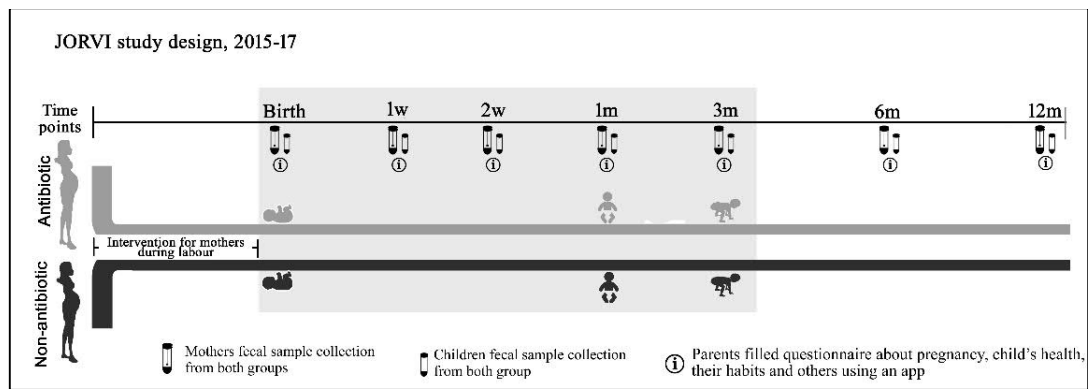 JORVI study design, 2015-17
Time
points
Birth
1w
2w
1m
3m
6m
12m
Antibiotic
Intervention for mothers
during labour
Non-antibiotic
Mothers fecal sample collection
from both groups
Children fecal sample collection
from both group
Parents filled questionnaire about pregnancy, child's health,
their habits and others using an app